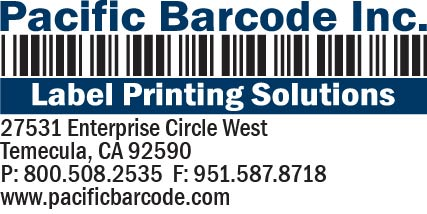 Pacific Barcode Inc.
Label Printing Solutions
27531 Enterprise Circle West
Temecula, CA 92590
P: 800.508.2535 F: 951.587.8718
www.pacificbarcode.com